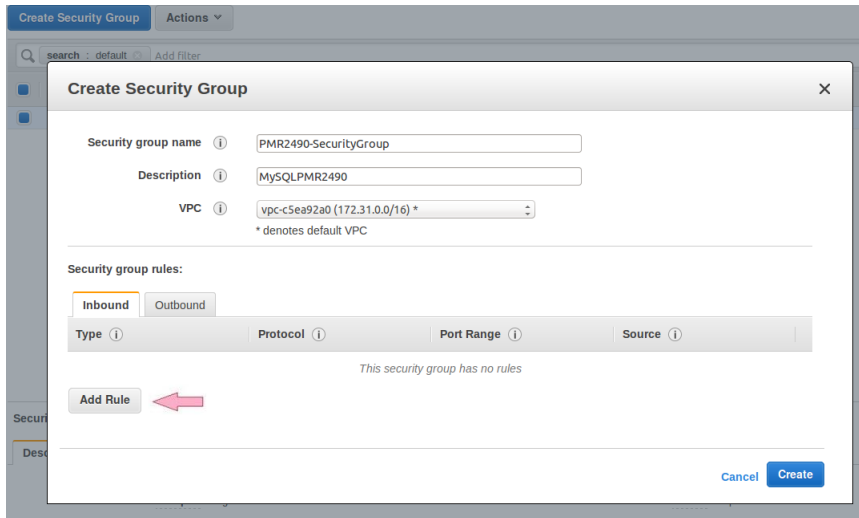 Create Security Group Actions
search : default Add filter
Create Security Group
Security group name
PMR2490-SecurityGroup
Description
MySQLPMR2490
VPC
vpc-c5ea92a0 (172.31.0.0/16) *
* denotes default VPC
Security group rules:
Inbound Outbound
Type Protocol Port Range Source
This security group has no rules
Add Rule
Securi
Desc
Cancel Create